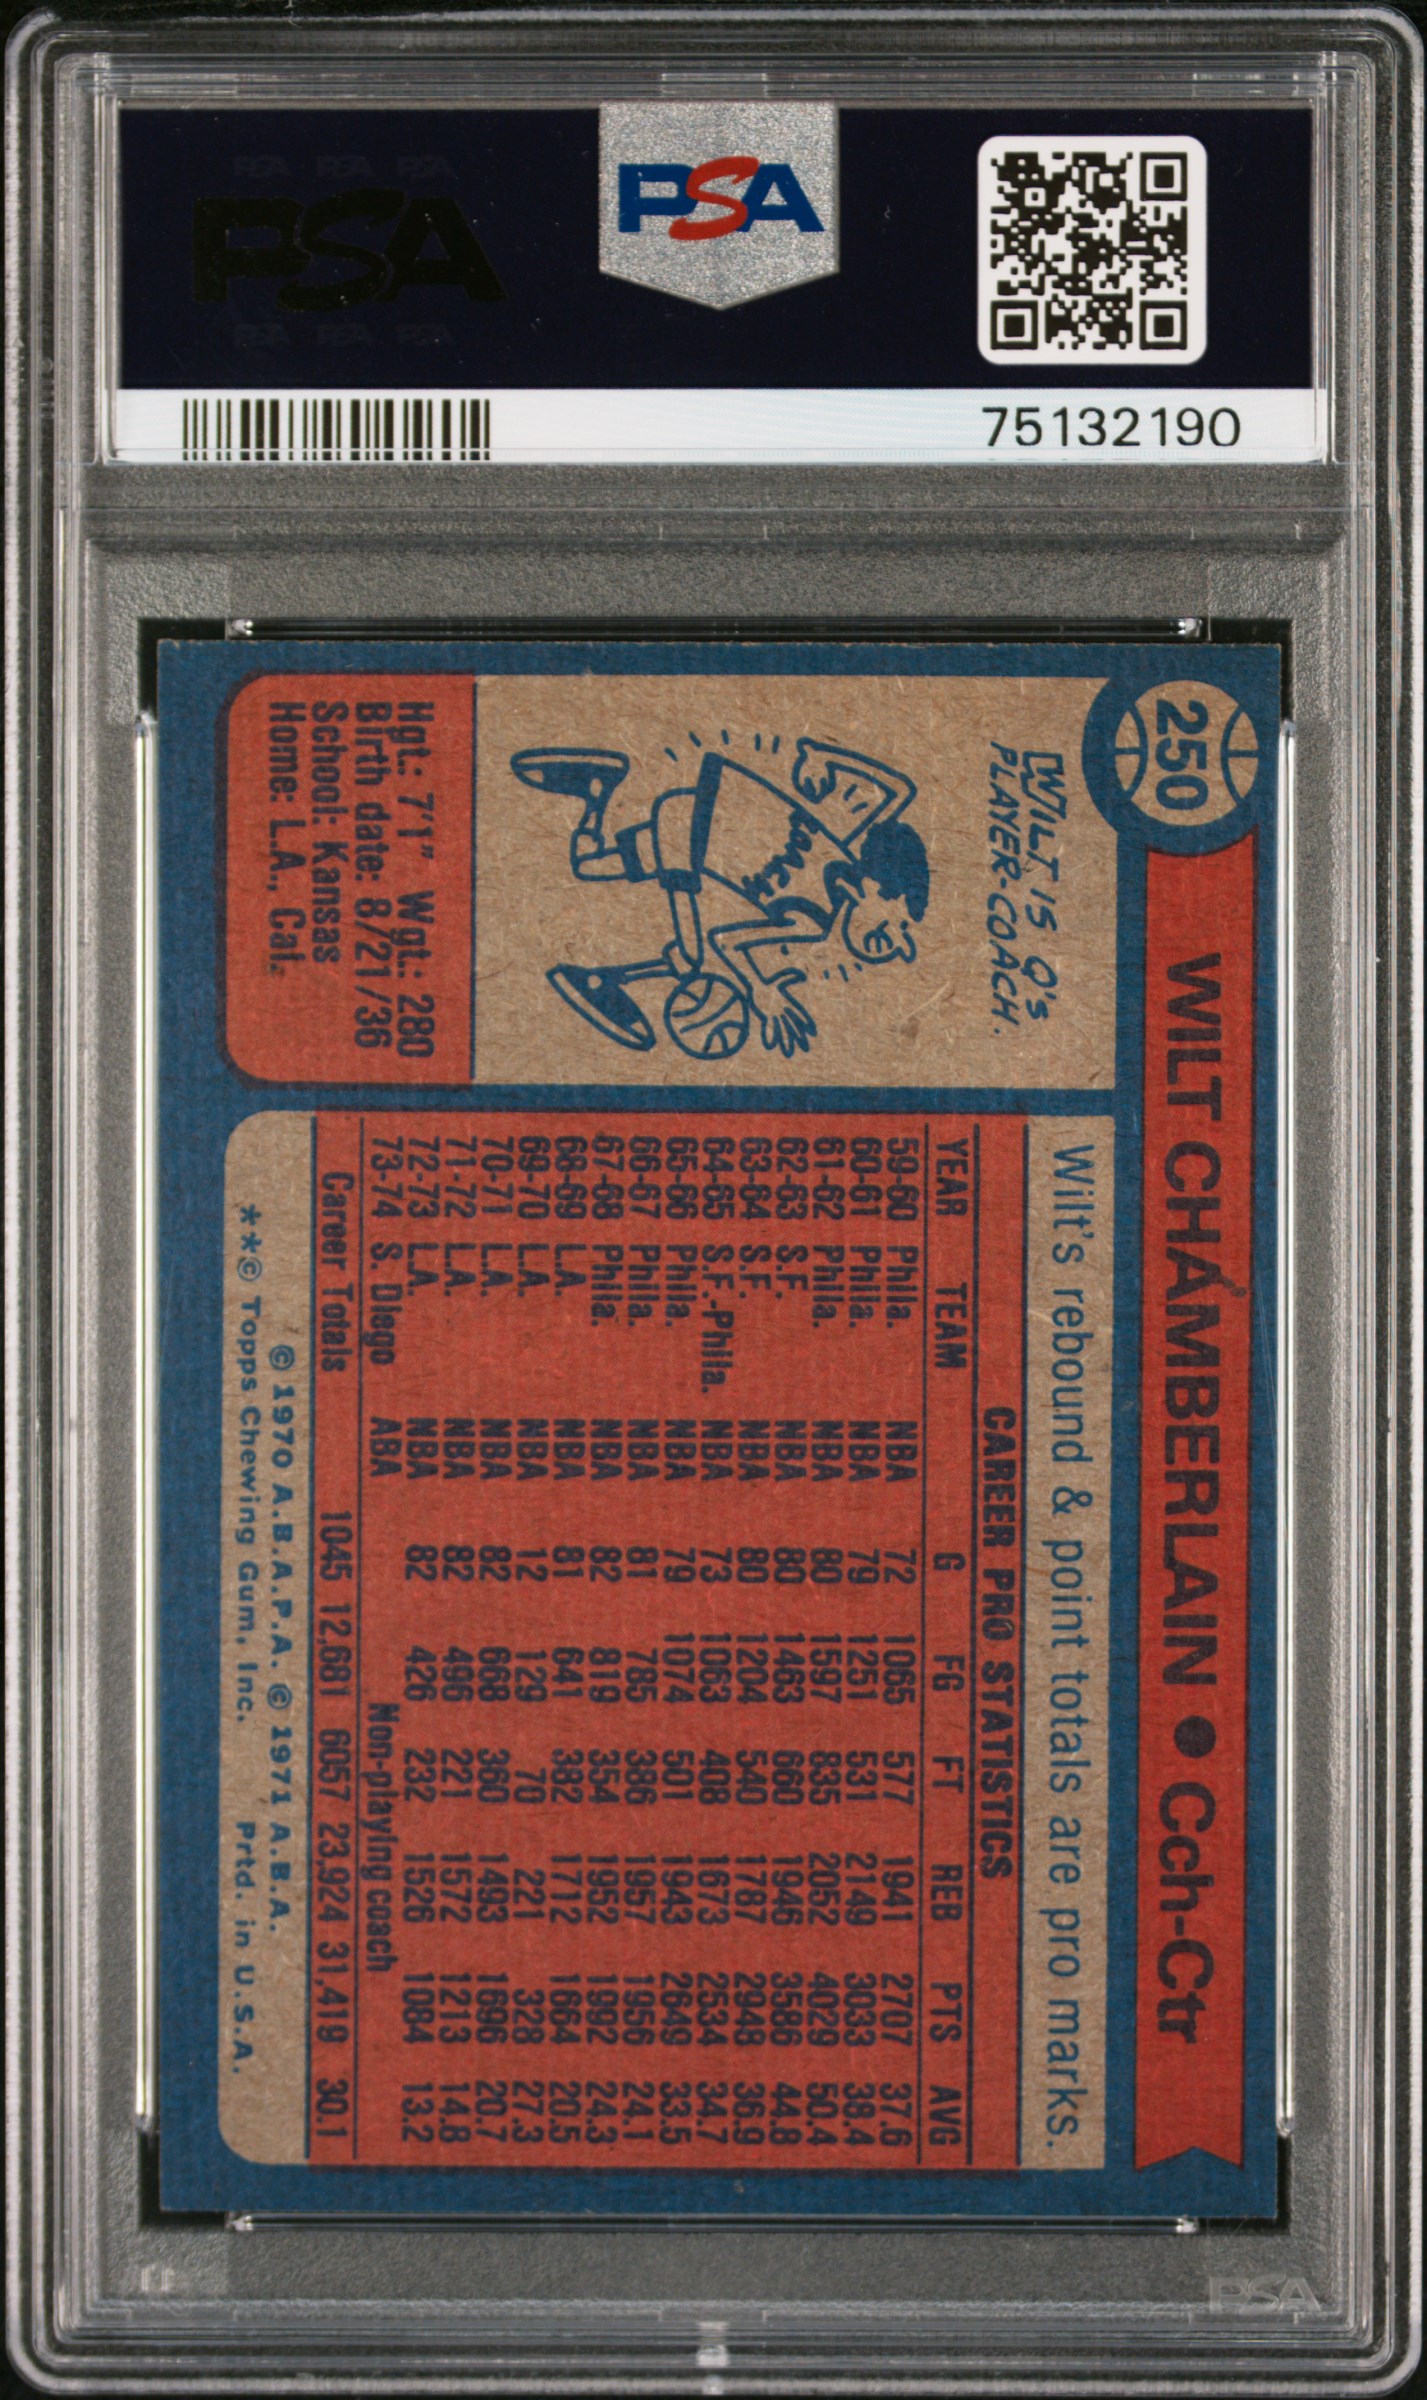 PSA PSA PSA
PSA
PSA PSA PSA
PSA
75132190
250
WILT CHAMBERLAIN ● Cch-Ctr
WILT IS Q's
PLAYER-COACH.
Hgt.: 7'1" Wgt.: 280
Birth date: 8/21/36
School: Kansas
Home: L.A., Cal.
Wilt's rebound & point totals are pro marks.
CAREER PRO STATISTICS
YEAR TEAM G FG FT REB PTS AVG
59-60 Phila. NBA 72 1065 577 1941 2707 37.6
60-61 Phila. NBA 79 1251 531 2149 3033 38.4
61-62 Phila. NBA 80 1597 835 2052 4029 50.4
62-63 S.F. NBA 80 1463 660 1946 3586 44.8
63-64 S.F. NBA 80 1204 540 1787 2948 36.9
64-65 S.F.-Phila. NBA 73 1063 408 1673 2534 34.7
65-66 Phila. NBA 79 1074 501 1943 2649 33.5
66-67 Phila. NBA 81 785 386 1957 1956 24.1
67-68 Phila. NBA 82 819 354 1952 1992 24.3
68-69 L.A. NBA 81 641 382 1712 1664 20.5
69-70 L.A. NBA 12 129 70 221 328 27.3
70-71 L.A. NBA 82 668 360 1493 1696 20.7
71-72 L.A. NBA 82 496 221 1572 1213 14.8
72-73 L.A. NBA 82 426 232 1526 1084 13.2
73-74 S. Diego ABA Non-playing coach
Career Totals 1045 12,681 6057 23,924 31,419 30.1
© 1970 A.B.A.P.A. © 1971 A.B.A.
**© Topps Chewing Gum, Inc. Prtd. in U.S.A.
PSA